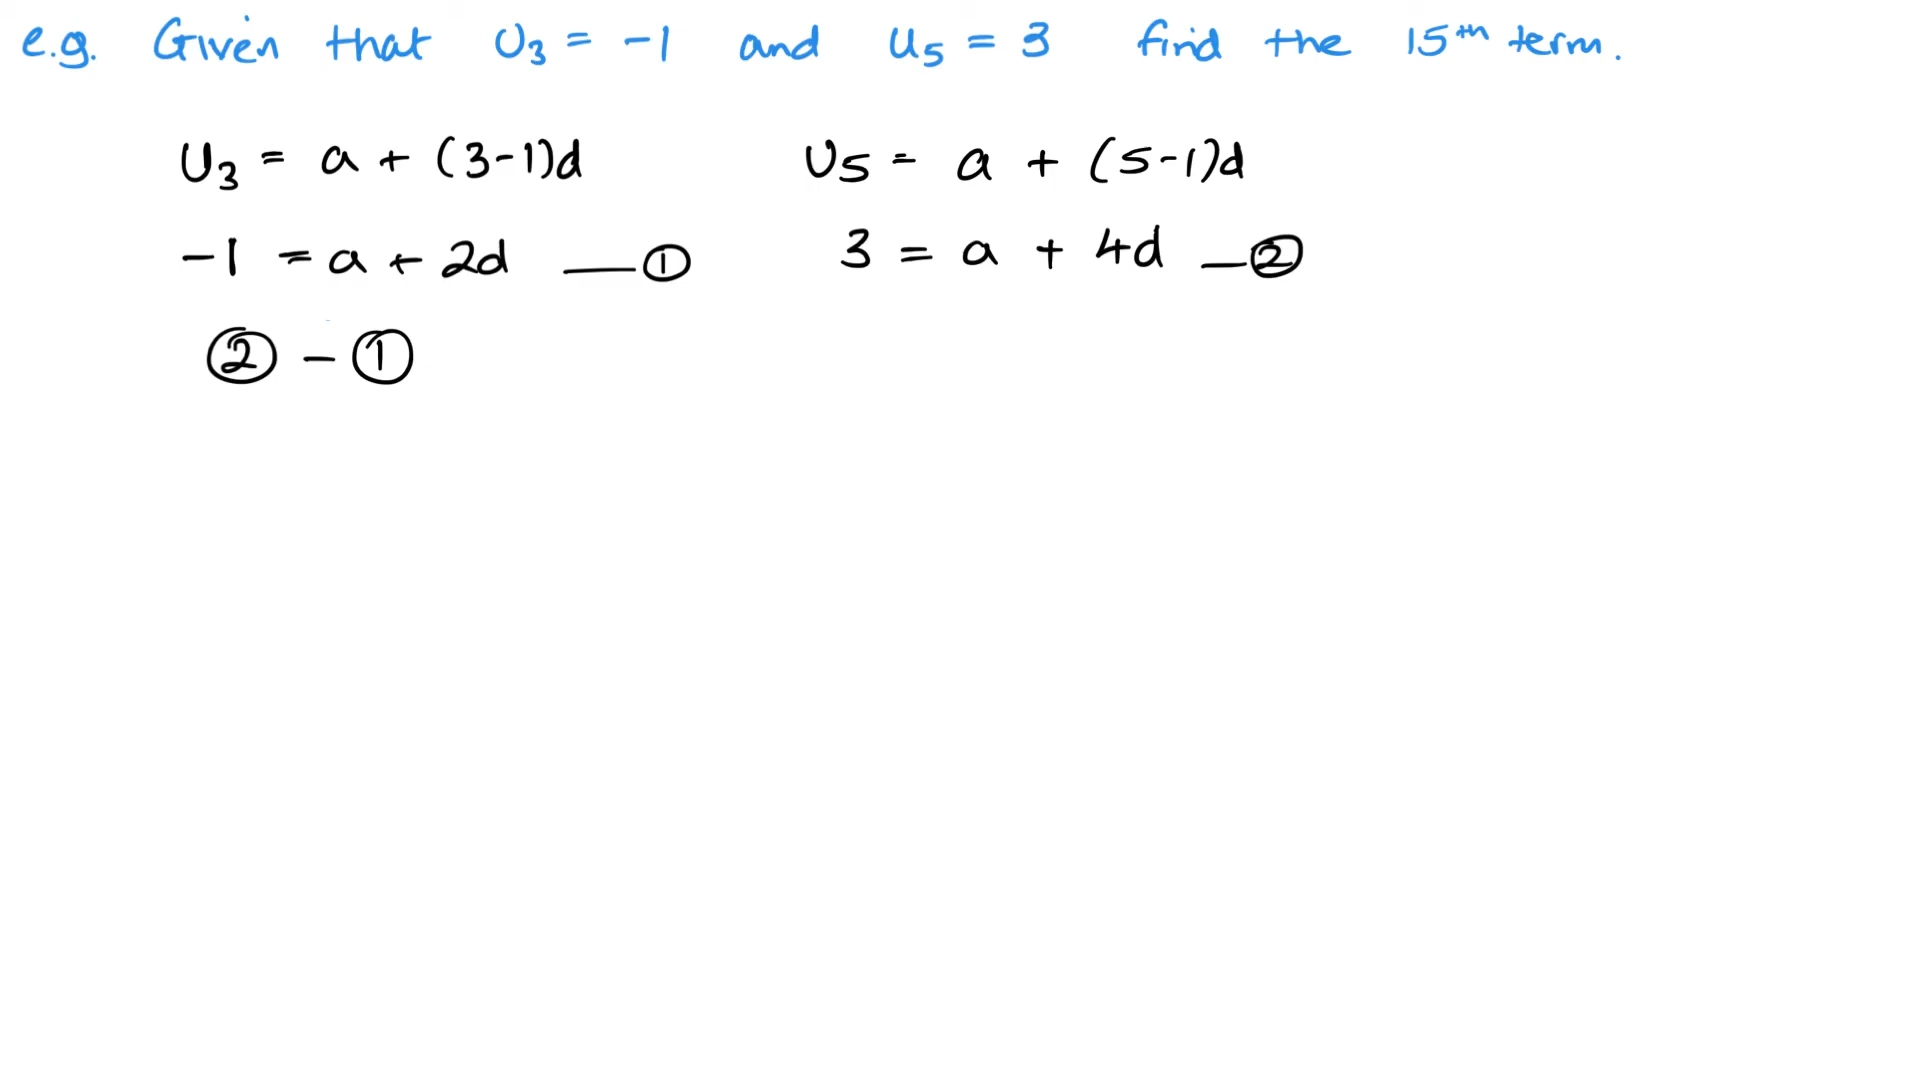 e.g. Given that U₃ = -1 and U₅ = 3 find the 15ᵗʰ term.
U₃ = a + (3-1)d U₅ = a + (5-1)d
-1 = a + 2d —① 3 = a + 4d —②
② - ①